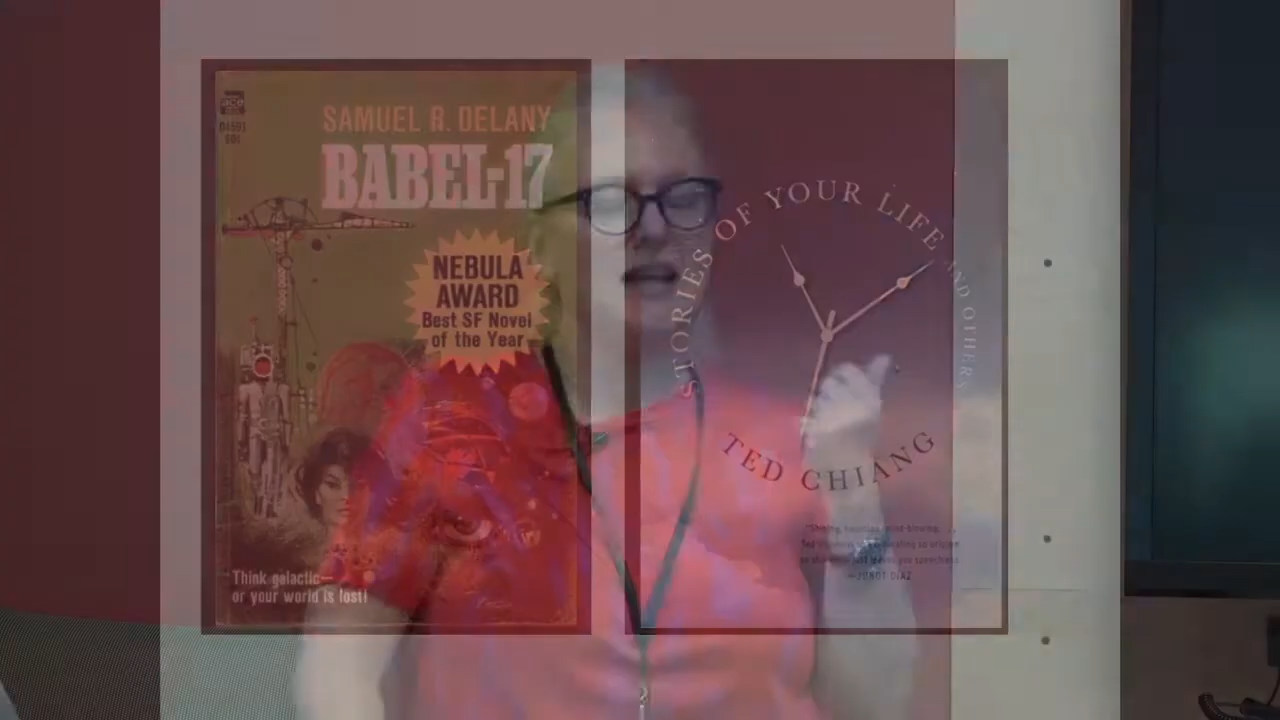 ace
SAMUEL R. DELANY
BABEL-17
NEBULA
AWARD
Best SF Novel
of the Year
Think galactic—
or your world is lost!
STORIES OF YOUR LIFE AND OTHERS
TED CHIANG
—JUNOT DÍAZ